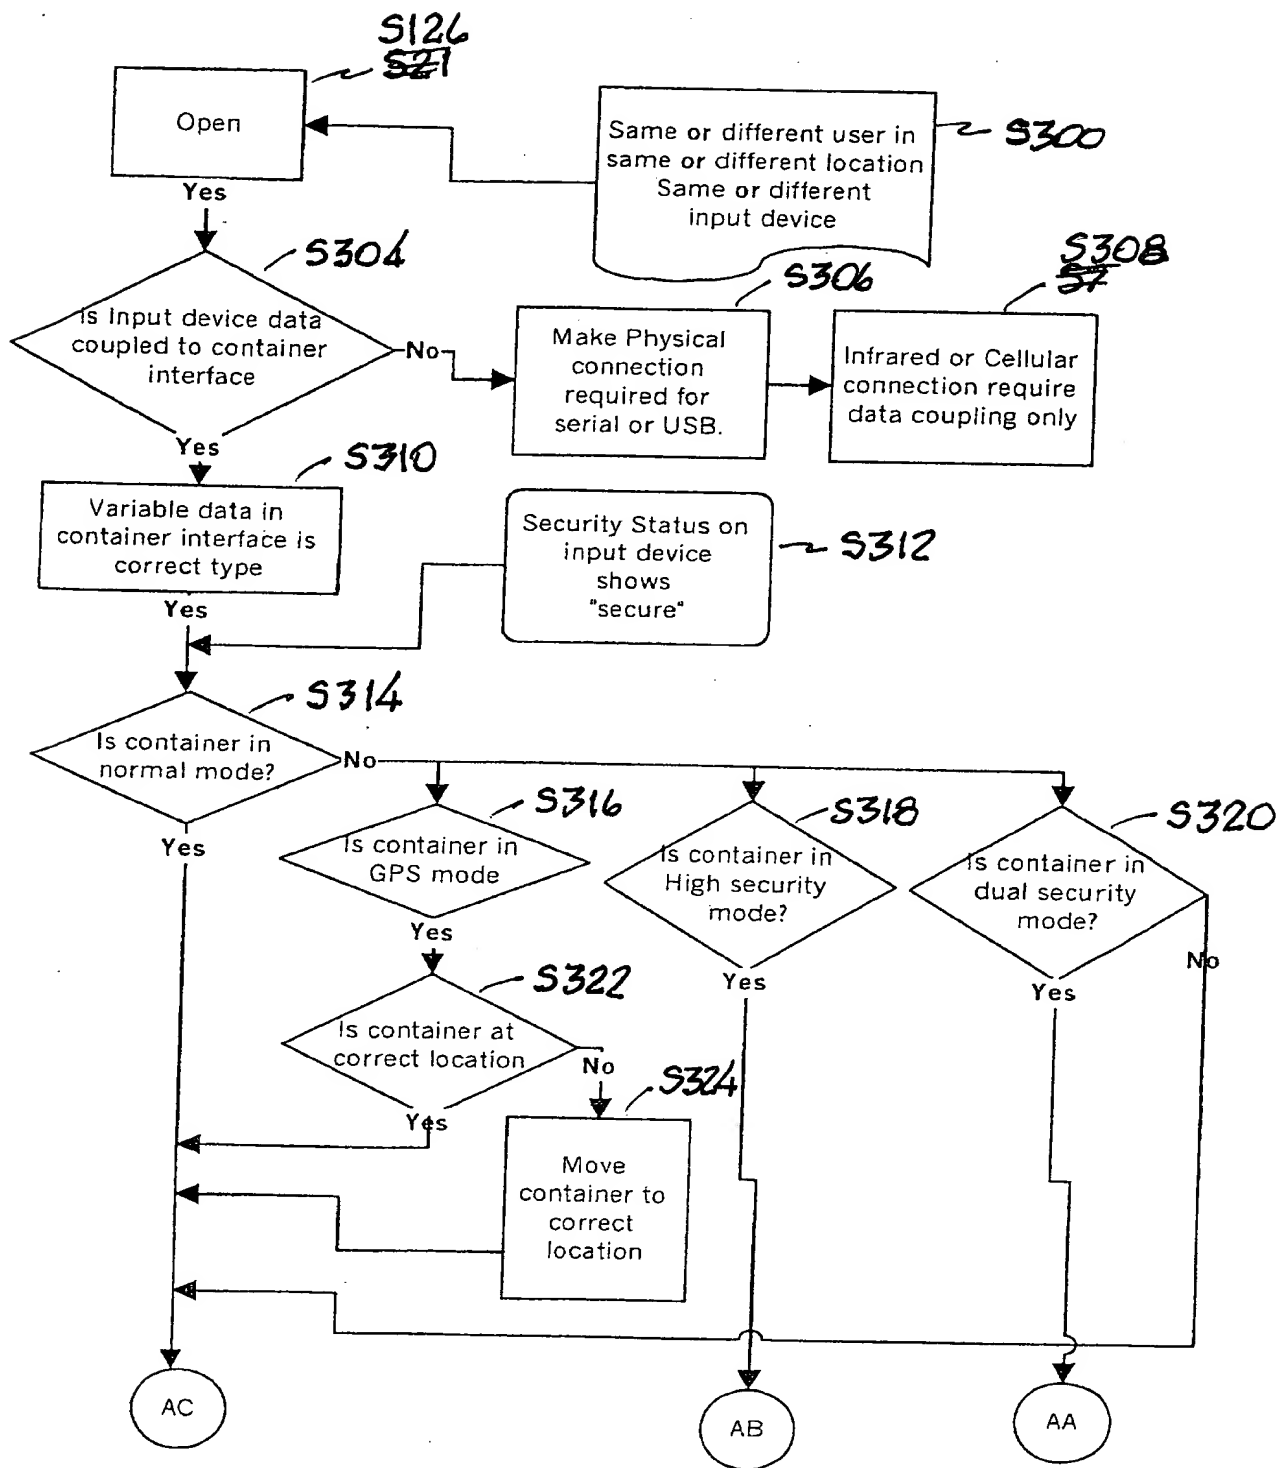 S126
S21
Open
Same or different user in
same or different location
Same or different
input device
S300
Yes
S304
Is Input device data
coupled to container
interface
No
S306
Make Physical
connection
required for
serial or USB.
S308
S7
Infrared or Cellular
connection require
data coupling only
Yes
S310
Variable data in
container interface is
correct type
Security Status on
input device
shows
"secure"
S312
Yes
S314
Is container in
normal mode?
No
Yes
S316
Is container in
GPS mode
S318
Is container in
High security
mode?
S320
Is container in
dual security
mode?
Yes
Yes
Yes
No
S322
Is container at
correct location
No
Yes
S324
Move
container to
correct
location
AC
AB
AA